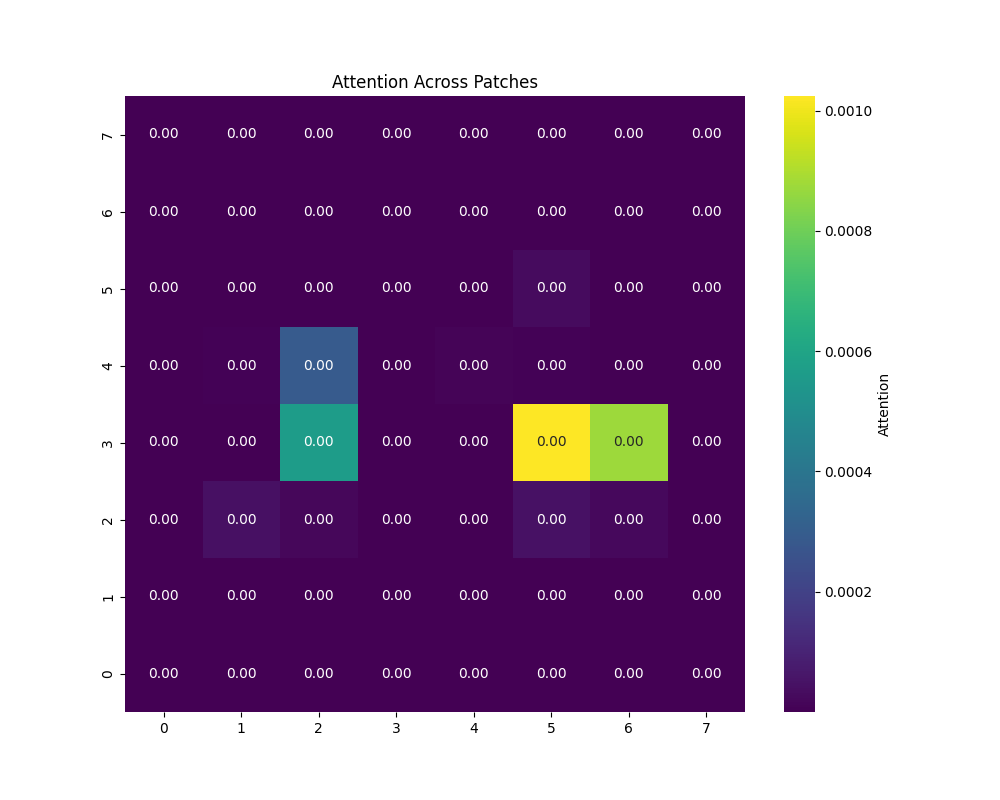 Attention Across Patches
7 0.00 0.00 0.00 0.00 0.00 0.00 0.00 0.00
6 0.00 0.00 0.00 0.00 0.00 0.00 0.00 0.00
5 0.00 0.00 0.00 0.00 0.00 0.00 0.00 0.00
4 0.00 0.00 0.00 0.00 0.00 0.00 0.00 0.00
3 0.00 0.00 0.00 0.00 0.00 0.00 0.00 0.00
2 0.00 0.00 0.00 0.00 0.00 0.00 0.00 0.00
1 0.00 0.00 0.00 0.00 0.00 0.00 0.00 0.00
0 0.00 0.00 0.00 0.00 0.00 0.00 0.00 0.00
0 1 2 3 4 5 6 7
0.0010
0.0008
0.0006
0.0004
0.0002
Attention